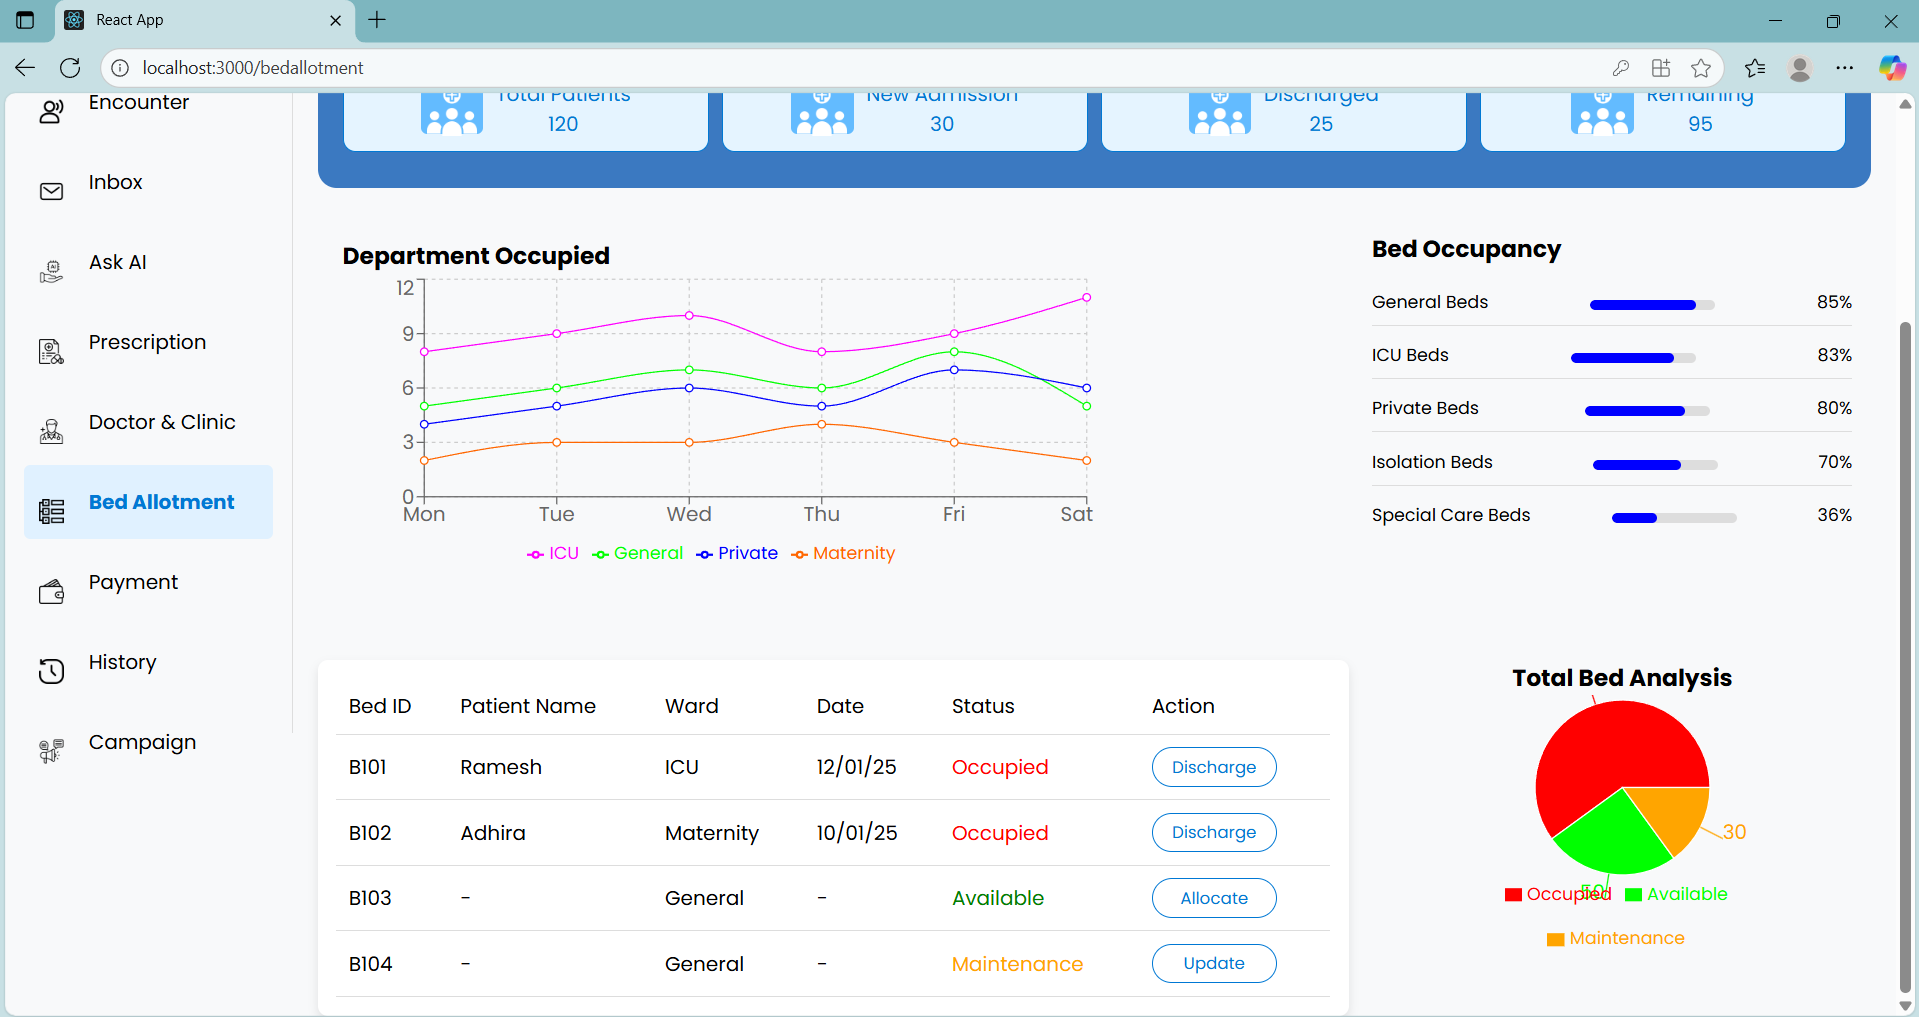 React App
localhost:3000/bedallotment
Encounter
Inbox
Ask AI
Prescription
Doctor & Clinic
Bed Allotment
Payment
History
Campaign
Total Patients
120
New Admission
30
Discharged
25
Remaining
95
Department Occupied
12
9
6
3
0
Mon Tue Wed Thu Fri Sat
ICU General Private Maternity
Bed Occupancy
General Beds 85%
ICU Beds 83%
Private Beds 80%
Isolation Beds 70%
Special Care Beds 36%
Bed ID Patient Name Ward Date Status Action
B101 Ramesh ICU 12/01/25 Occupied Discharge
B102 Adhira Maternity 10/01/25 Occupied Discharge
B103 - General - Available Allocate
B104 - General - Maintenance Update
Total Bed Analysis
30
50
Occupied Available
Maintenance